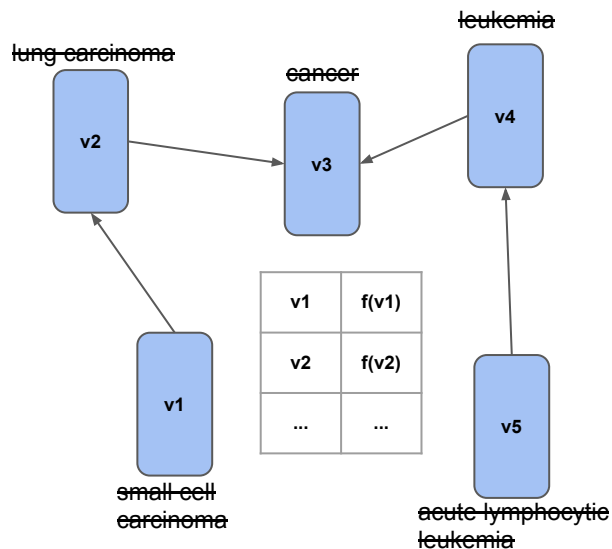 leukemia
lung carcinoma
cancer
v4
v2
v3
v1 f(v1)
v2 f(v2)
... ...
v1
v5
small cell
carcinoma
acute lymphocytic
leukemia